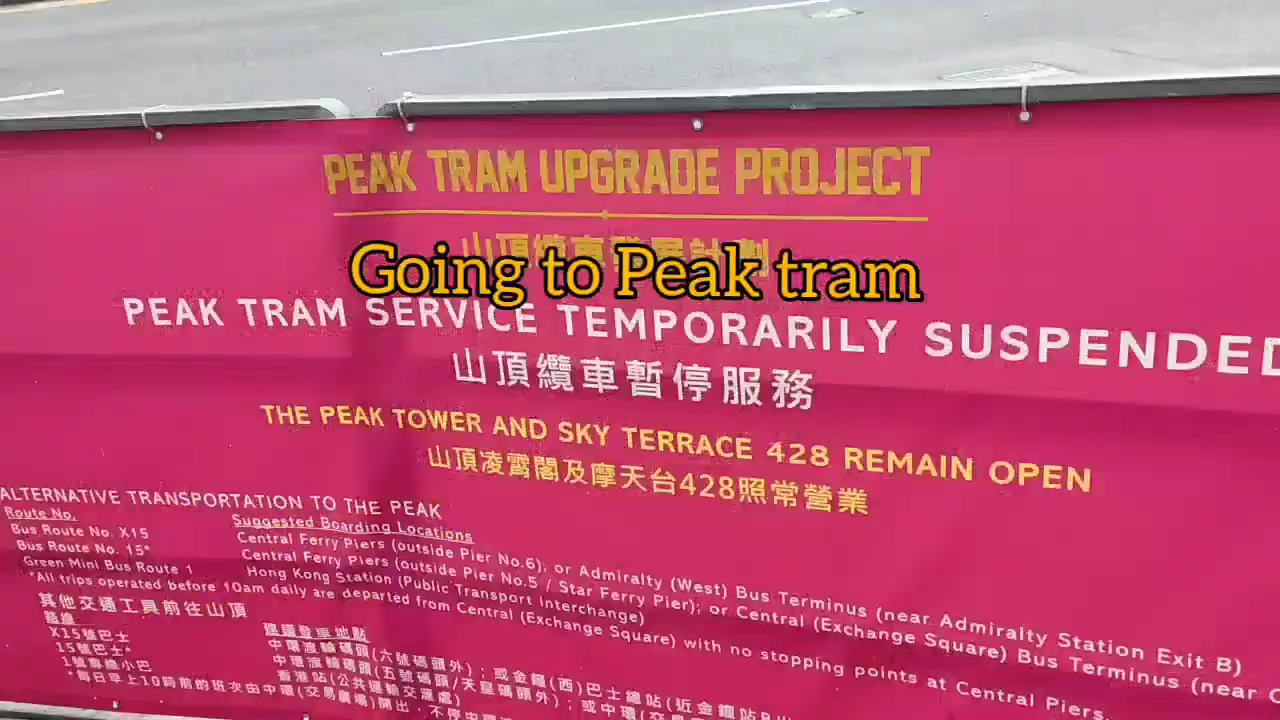 PEAK TRAM UPGRADE PROJECT
山頂纜車發展計劃
Going to Peak tram
PEAK TRAM SERVICE TEMPORARILY SUSPENDED
山頂纜車暫停服務
THE PEAK TOWER AND SKY TERRACE 428 REMAIN OPEN
山頂凌霄閣及摩天台428照常營業
ALTERNATIVE TRANSPORTATION TO THE PEAK
Route No. Suggested Boarding Locations
Bus Route No. X15 Central Ferry Piers (outside Pier No.6); or Admiralty (West) Bus Terminus (near Admiralty Station Exit B)
Bus Route No. 15* Central Ferry Piers (outside Pier No.5 / Star Ferry Pier); or Central (Exchange Square) Bus Terminus (near
Green Mini Bus Route 1 Hong Kong Station (Public Transport Interchange)
*All trips operated before 10am daily are departed from Central (Exchange Square) with no stopping points at Central Piers.
其他交通工具前往山頂
路線 建議登車地點
X15號巴士 中環渡輪碼頭(六號碼頭外)；或金鐘(西)巴士總站(近金鐘站
15號巴士* 中環渡輪碼頭(五號碼頭/天星碼頭外)；或中環(交易
1號專線小巴 香港站(公共運輸交匯處)
*每日早上10時前的班次由中環(交易廣場)開出，不停